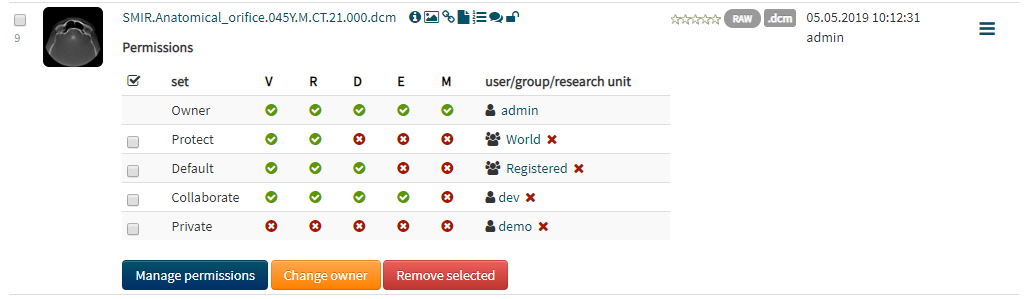 SMIR.Anatomical_orifice.045Y.M.CT.21.000.dcm RAW .dcm 05.05.2019 10:12:31
9 admin
Permissions
set V R D E M user/group/research unit
Owner admin
Protect World
Default Registered
Collaborate dev
Private demo
Manage permissions Change owner Remove selected